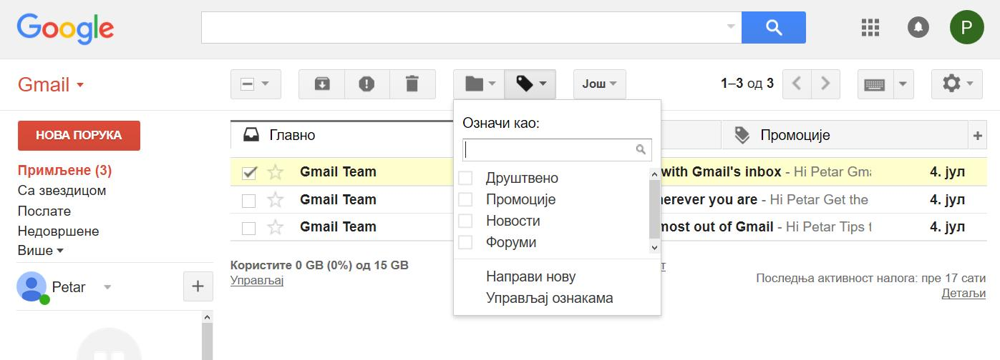 Google
P
Gmail
Још
1–3 од 3
НОВА ПОРУКА
Примљене (3)
Са звездицом
Послате
Недовршене
Више
Petar
Главно
Промоције
Означи као:
Друштвено
Промоције
Новости
Форуми
Направи нову
Управљај ознакама
Gmail Team with Gmail's inbox - Hi Petar 4. јул
Gmail Team you are - Hi Petar Get the 4. јул
Gmail Team most out of Gmail - Hi Petar Tips 4. јул
Користите 0 GB (0%) од 15 GB
Управљај
Последња активност налога: пре 17 сати
Детаљи